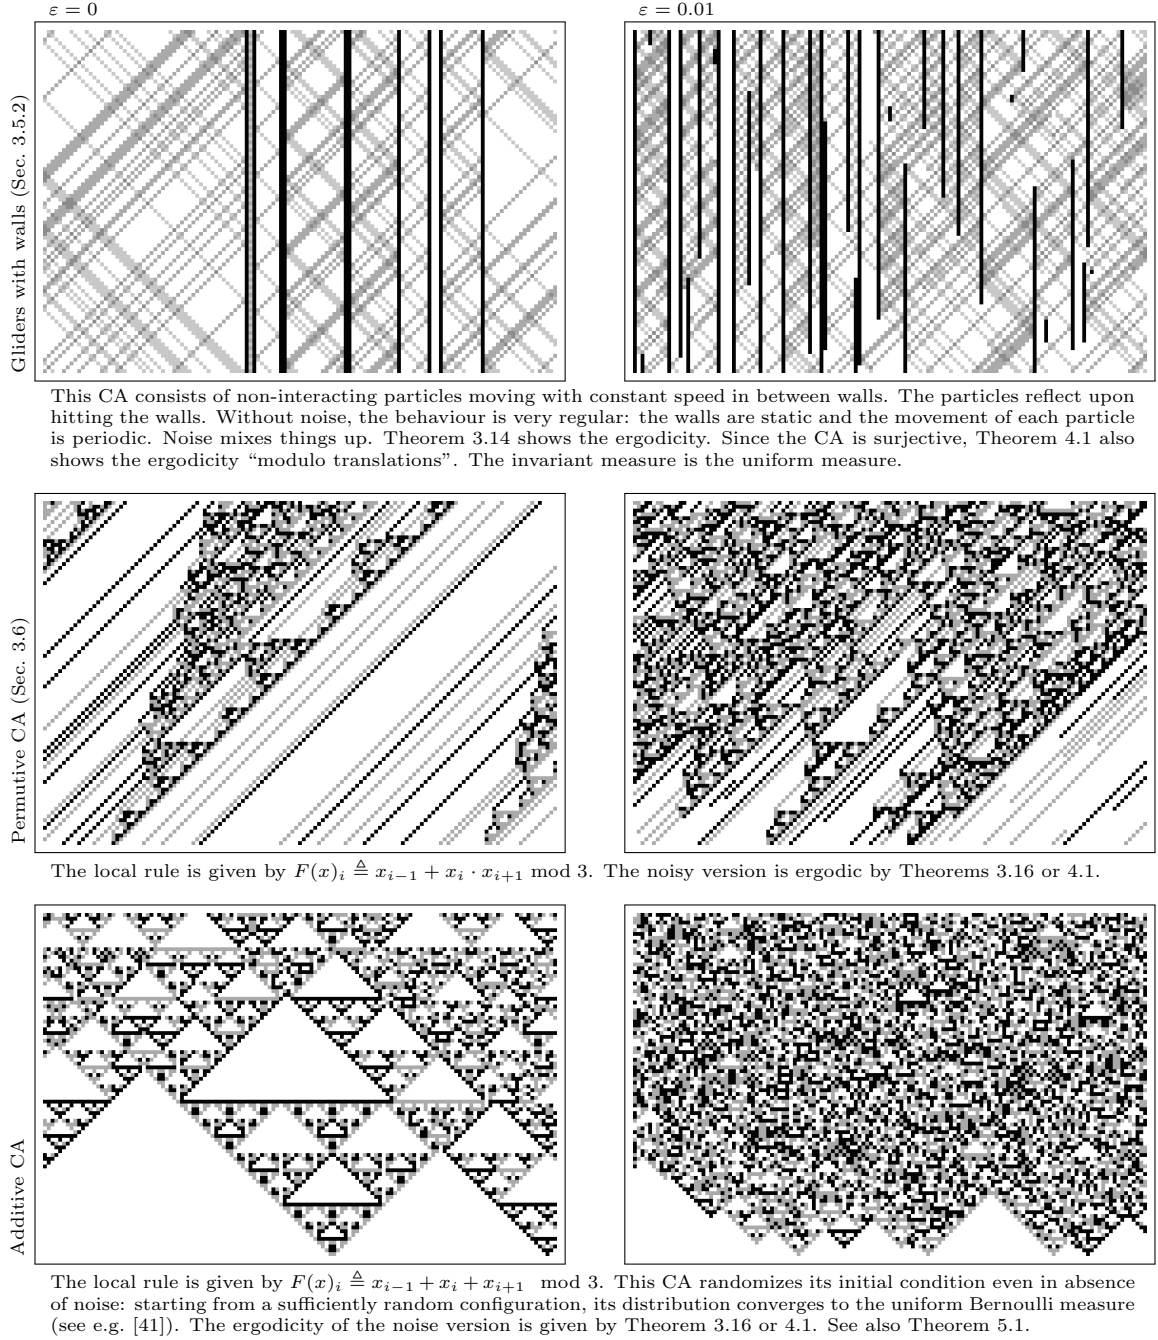 ε = 0
ε = 0.01
Gliders with walls (Sec. 3.5.2)
This CA consists of non-interacting particles moving with constant speed in between walls. The particles reflect upon
hitting the walls. Without noise, the behaviour is very regular: the walls are static and the movement of each particle
is periodic. Noise mixes things up. Theorem 3.14 shows the ergodicity. Since the CA is surjective, Theorem 4.1 also
shows the ergodicity “modulo translations”. The invariant measure is the uniform measure.
Permutive CA (Sec. 3.6)
The local rule is given by F(x)ᵢ ≜ xᵢ₋₁ + xᵢ · xᵢ₊₁ mod 3. The noisy version is ergodic by Theorems 3.16 or 4.1.
Additive CA
The local rule is given by F(x)ᵢ ≜ xᵢ₋₁ + xᵢ + xᵢ₊₁ mod 3. This CA randomizes its initial condition even in absence
of noise: starting from a sufficiently random configuration, its distribution converges to the uniform Bernoulli measure
(see e.g. [41]). The ergodicity of the noise version is given by Theorem 3.16 or 4.1. See also Theorem 5.1.